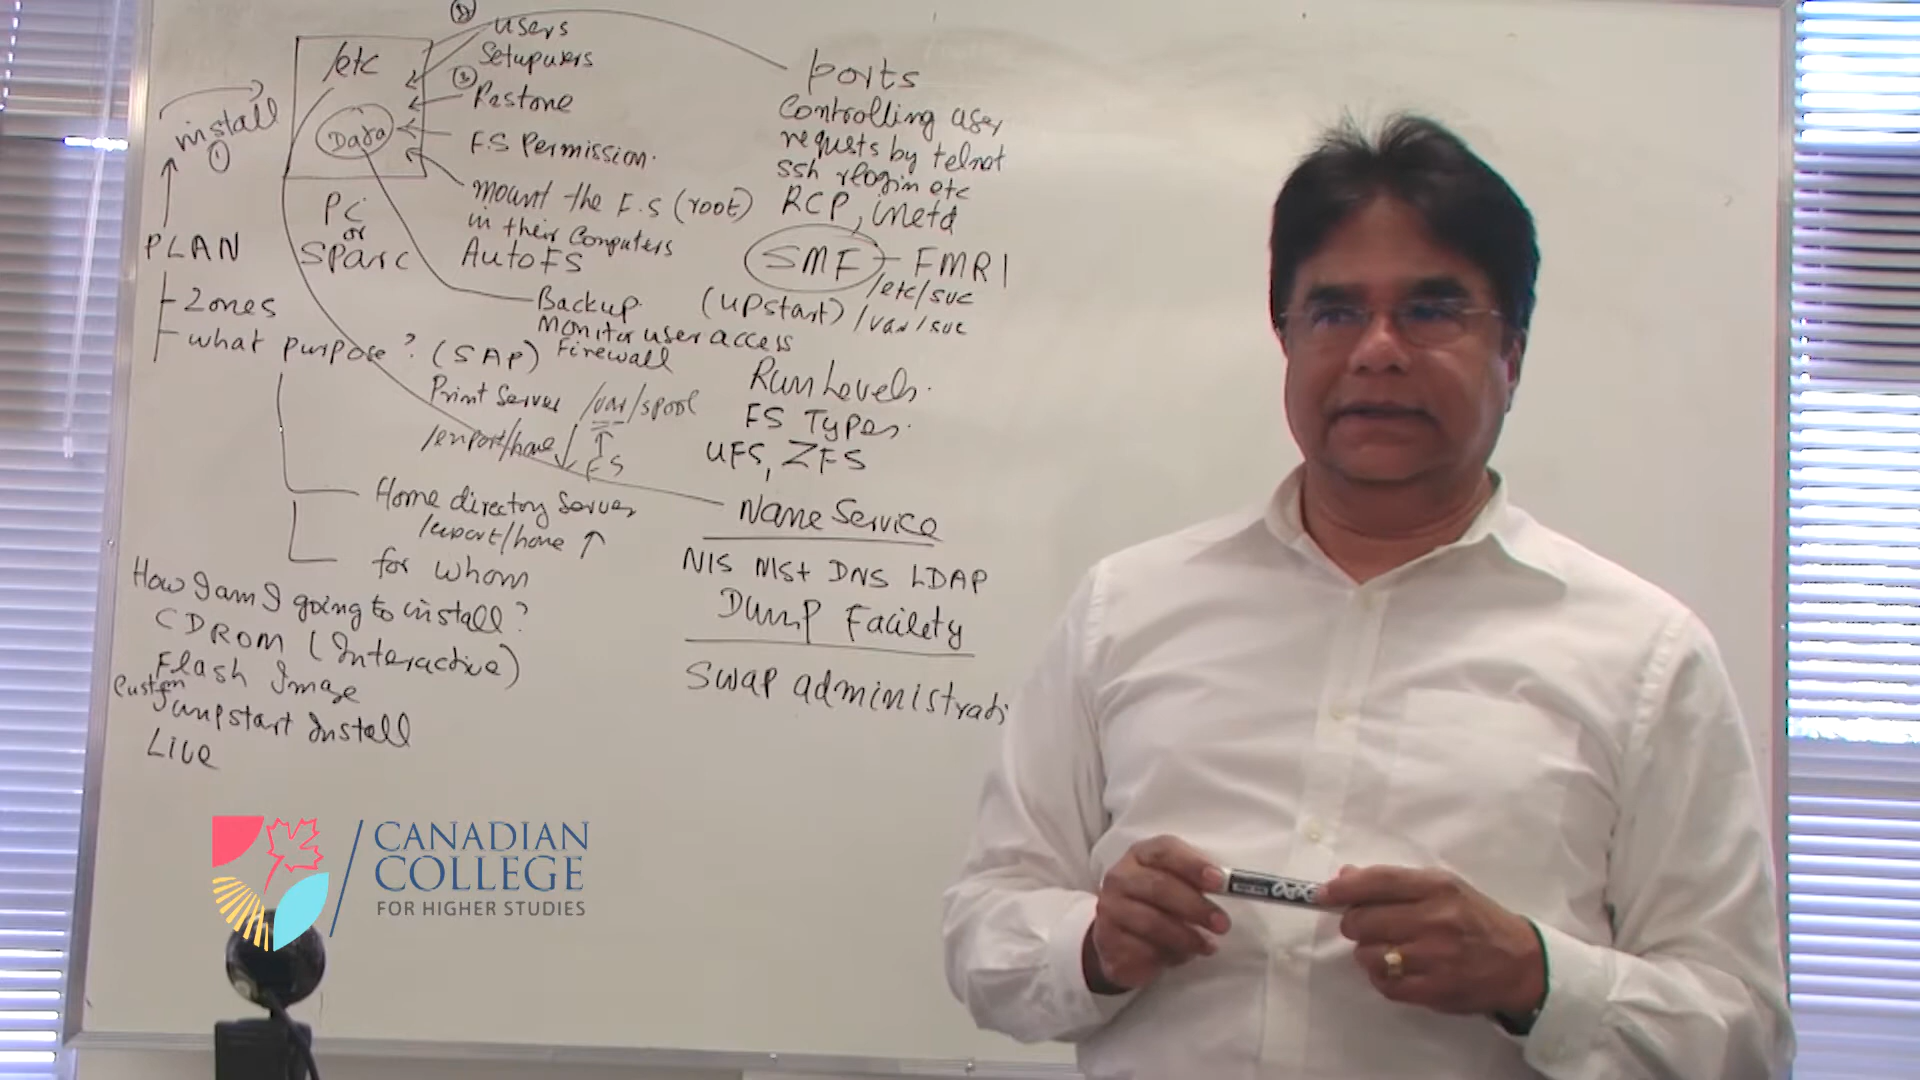 users
Setupusers
/etc
Restore
Data
F.S Permission.
mount the F.S (root)
in their Computers
AutoFS
install
1
PC
or
SParc
PLAN
Zones
what purpose? (SAP)
Backup.
Monitor user access
Firewall
Print Server /var/spool
/export/home
FS
Home directory Server
/export/home
for whom
How I am I going to install?
CDROM (Interactive)
Flash Image
Custom
Jumpstart Install
Live
Ports
Controlling user
requests by telnet
ssh rlogin etc
RCP, inetd
SMF - FMRI
/etc/svc
(upstart) /var/svc
Run Levels.
FS Types.
UFS, ZFS
Name Service
NIS NIS+ DNS LDAP
Dump Facility
Swap administrati
CANADIAN
COLLEGE
FOR HIGHER STUDIES